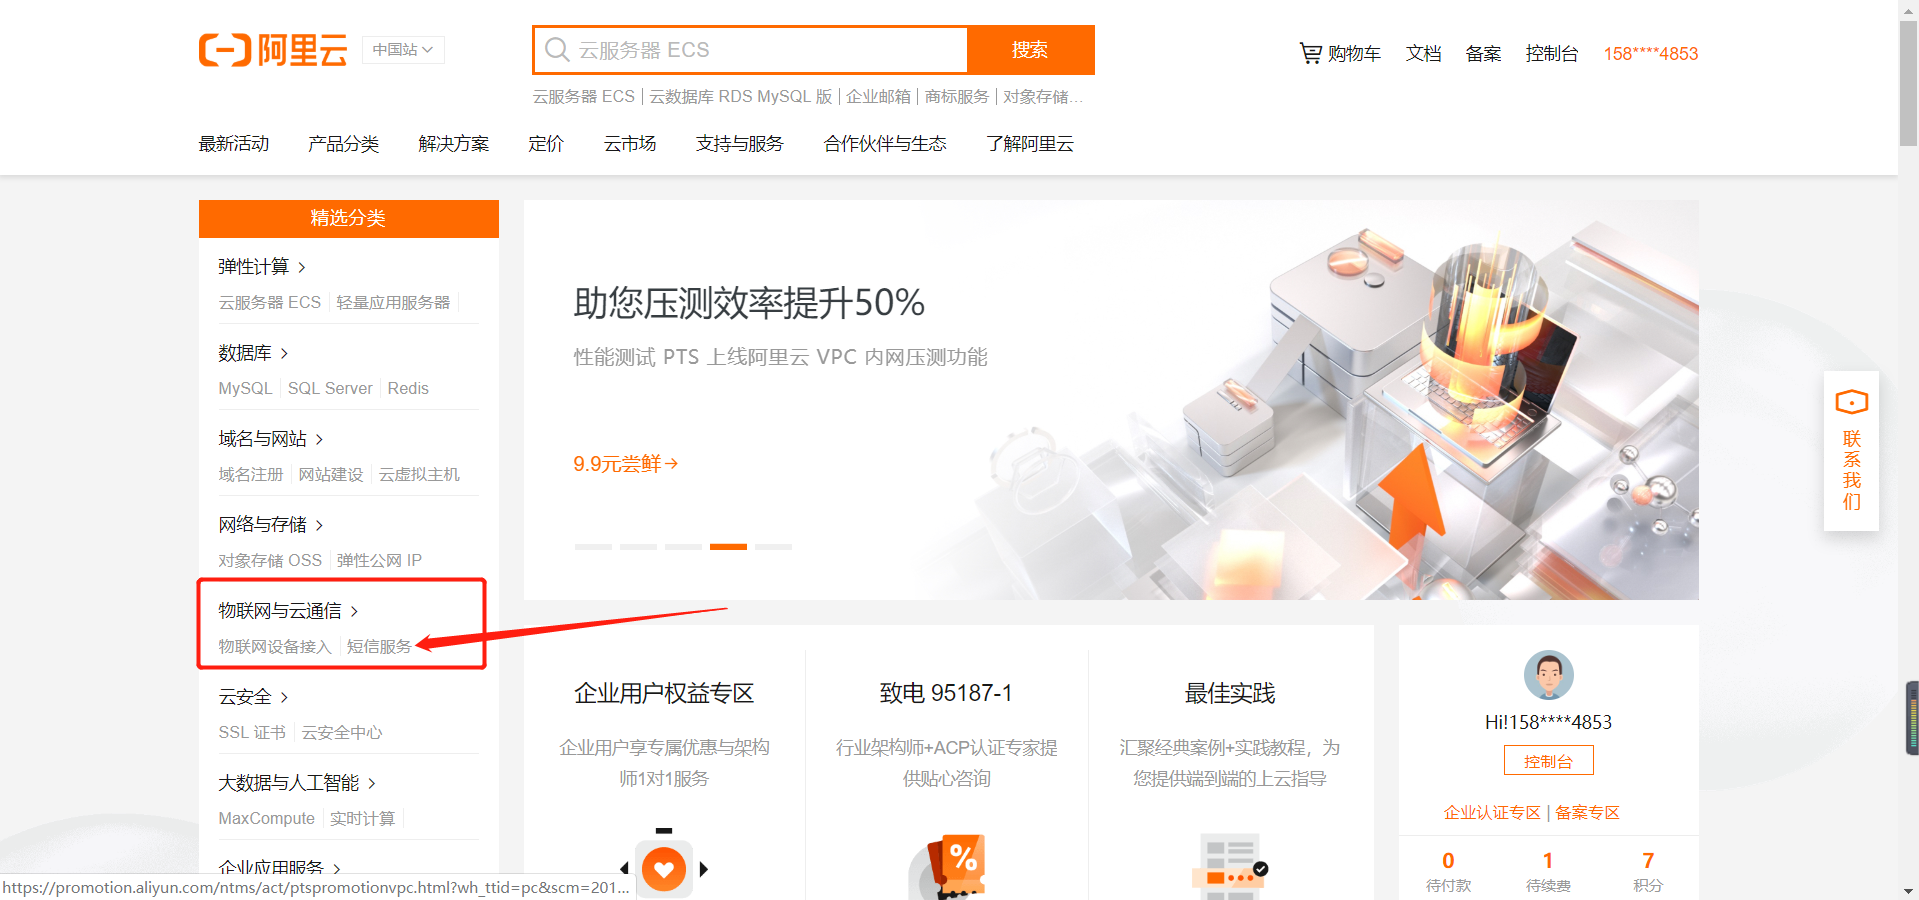 阿里云
中国站
云服务器 ECS
搜索
购物车
文档
备案
控制台
158****4853
云服务器 ECS | 云数据库 RDS MySQL 版 | 企业邮箱 | 商标服务 | 对象存储...
最新活动
产品分类
解决方案
定价
云市场
支持与服务
合作伙伴与生态
了解阿里云
精选分类
弹性计算
云服务器 ECS
轻量应用服务器
数据库
MySQL
SQL Server
Redis
域名与网站
域名注册
网站建设
云虚拟主机
网络与存储
对象存储 OSS
弹性公网 IP
物联网与云通信
物联网设备接入
短信服务
云安全
SSL 证书
云安全中心
大数据与人工智能
MaxCompute
实时计算
企业应用服务
https://promotion.aliyun.com/ntms/act/ptspromotionvpc.html?wh_ttid=pc&scm=201...
助您压测效率提升50%
性能测试 PTS 上线阿里云 VPC 内网压测功能
9.9元尝鲜
企业用户权益专区
企业用户享专属优惠与架构
师1对1服务
致电 95187-1
行业架构师+ACP认证专家提
供贴心咨询
%
最佳实践
汇聚经典案例+实践教程，为
您提供端到端的上云指导
Hi!158****4853
控制台
企业认证专区 | 备案专区
0
1
7
待付款
待续费
积分
联
系
我
们